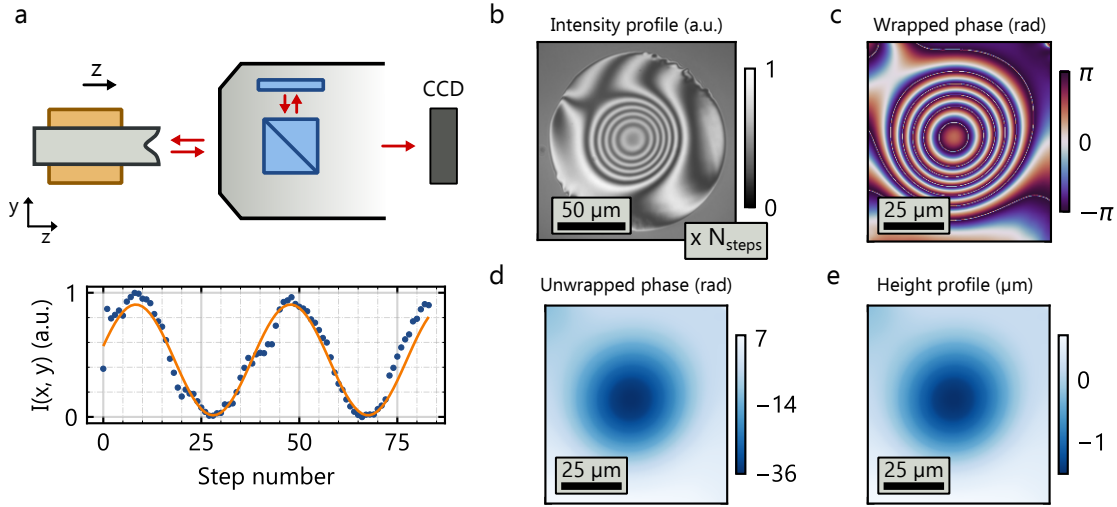 a
z
CCD
y
z
I(x, y) (a.u.)
1
0
0
25
50
75
Step number
b
Intensity profile (a.u.)
50 µm
x N_steps
1
0
c
Wrapped phase (rad)
25 µm
π
0
−π
d
Unwrapped phase (rad)
25 µm
7
−14
−36
e
Height profile (µm)
25 µm
0
−1